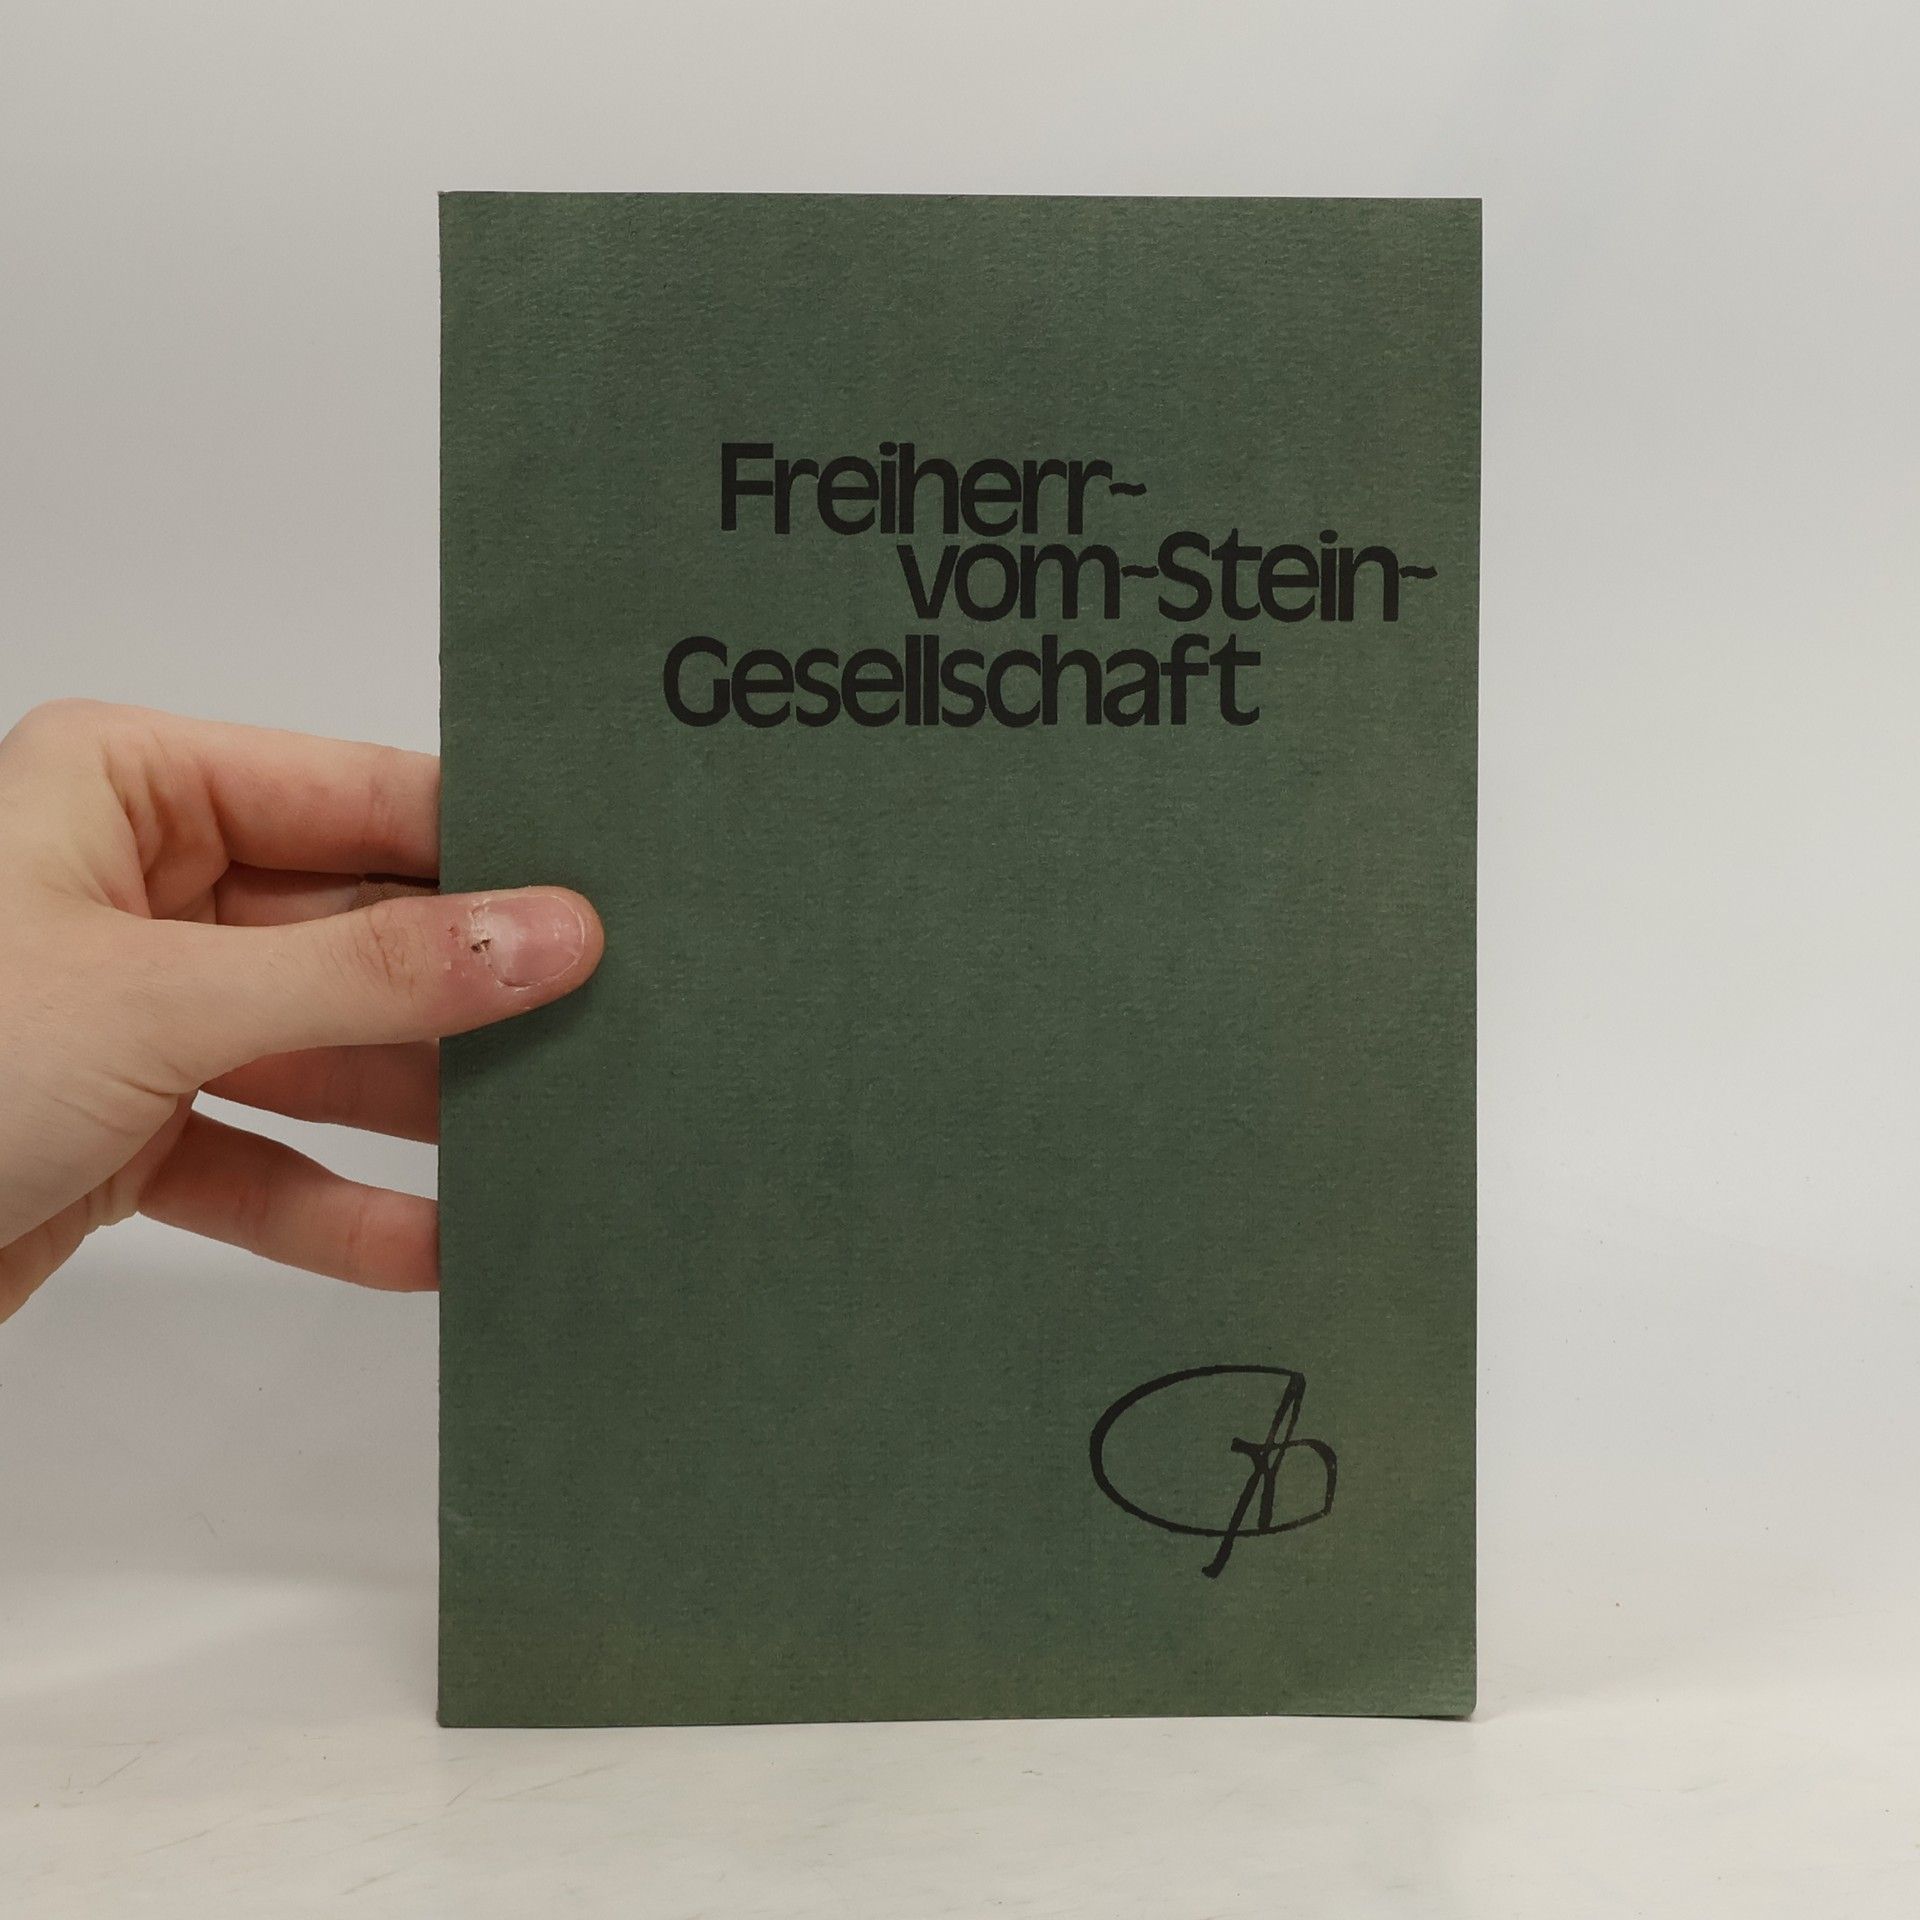 Freiherr-
vom-Stein-
Gesellschaft